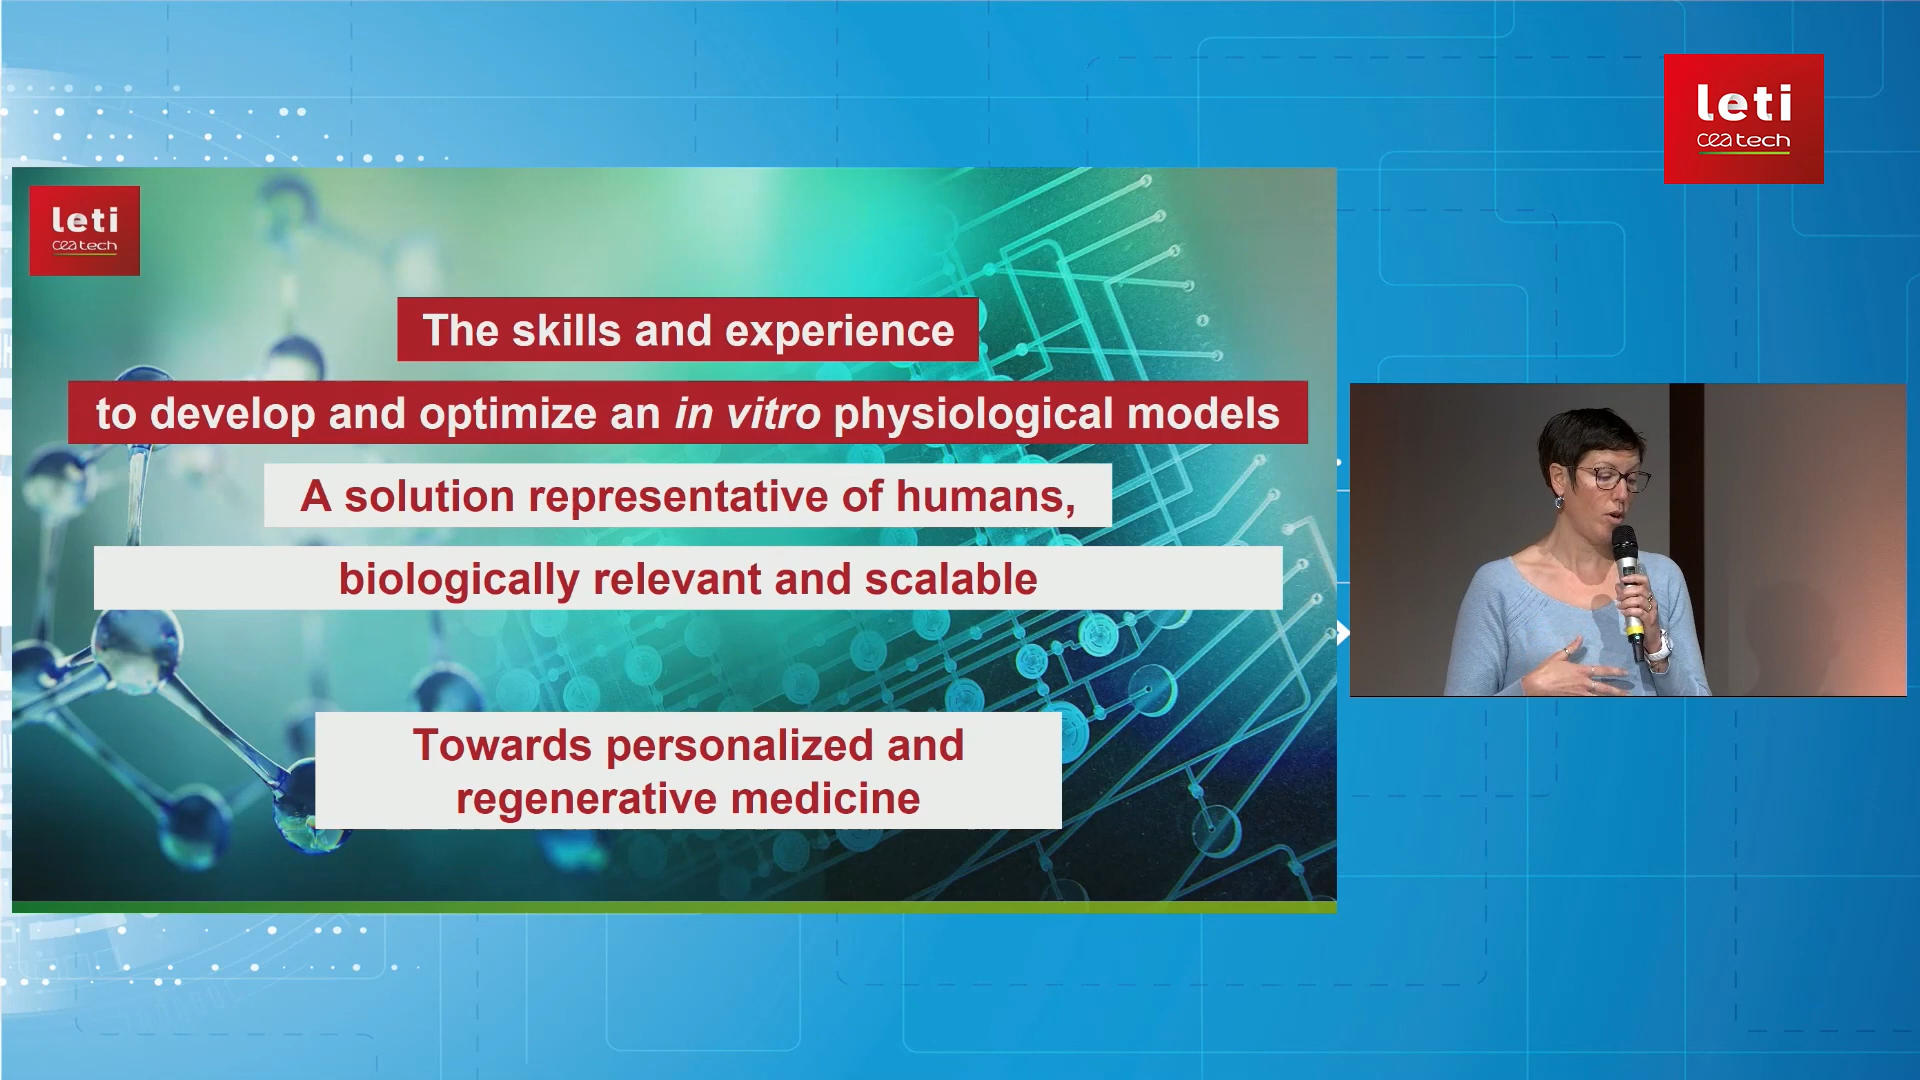 leti
cea tech
leti
cea tech
The skills and experience
to develop and optimize an in vitro physiological models
A solution representative of humans,
biologically relevant and scalable
Towards personalized and
regenerative medicine